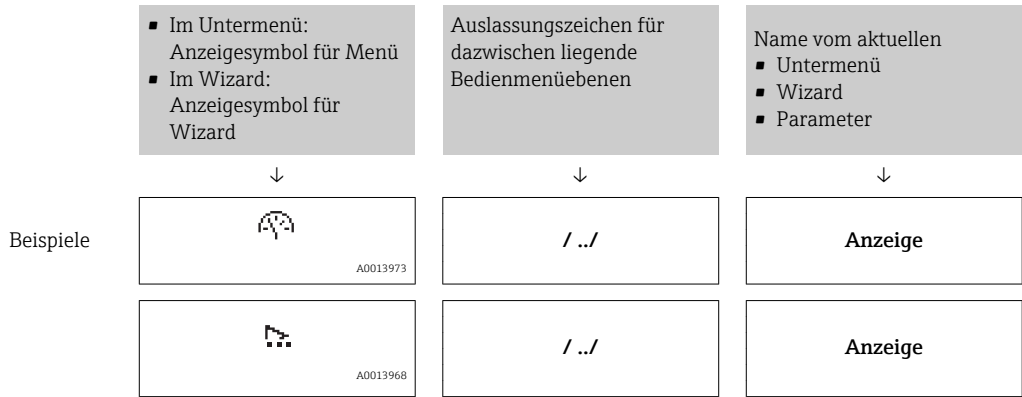 ▪ Im Untermenü:
Anzeigesymbol für Menü
▪ Im Wizard:
Anzeigesymbol für
Wizard
Auslassungszeichen für
dazwischen liegende
Bedienmenüebenen
Name vom aktuellen
▪ Untermenü
▪ Wizard
▪ Parameter
↓ ↓ ↓
Beispiele
A0013973
/ ../
Anzeige
A0013968
/ ../
Anzeige